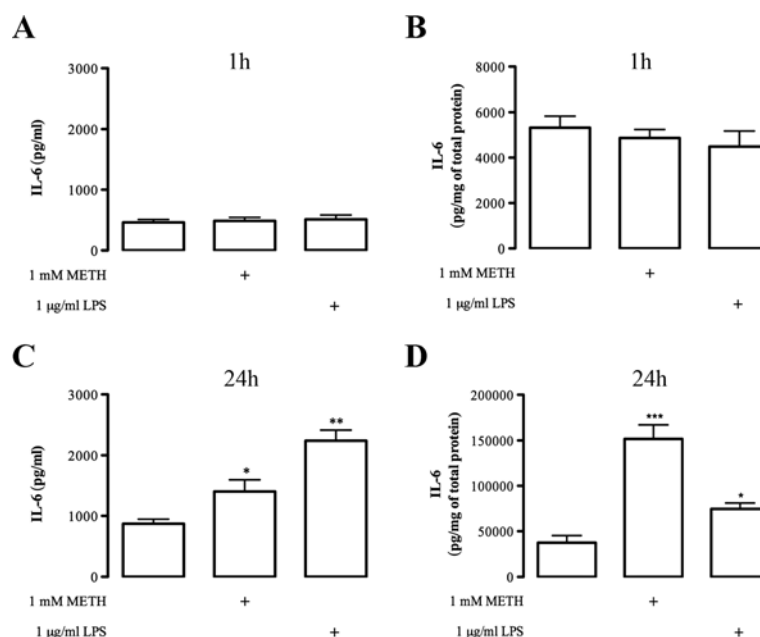 A
1h
3000
2000
1000
0
IL-6 (pg/ml)
1 mM METH +
1 µg/ml LPS +
B
1h
8000
6000
4000
2000
0
IL-6
(pg/mg of total protein)
1 mM METH +
1 µg/ml LPS +
C
24h
3000
2000
1000
0
IL-6 (pg/ml)
*
**
1 mM METH +
1 µg/ml LPS +
D
24h
200000
150000
100000
50000
0
IL-6
(pg/mg of total protein)
***
*
1 mM METH +
1 µg/ml LPS +